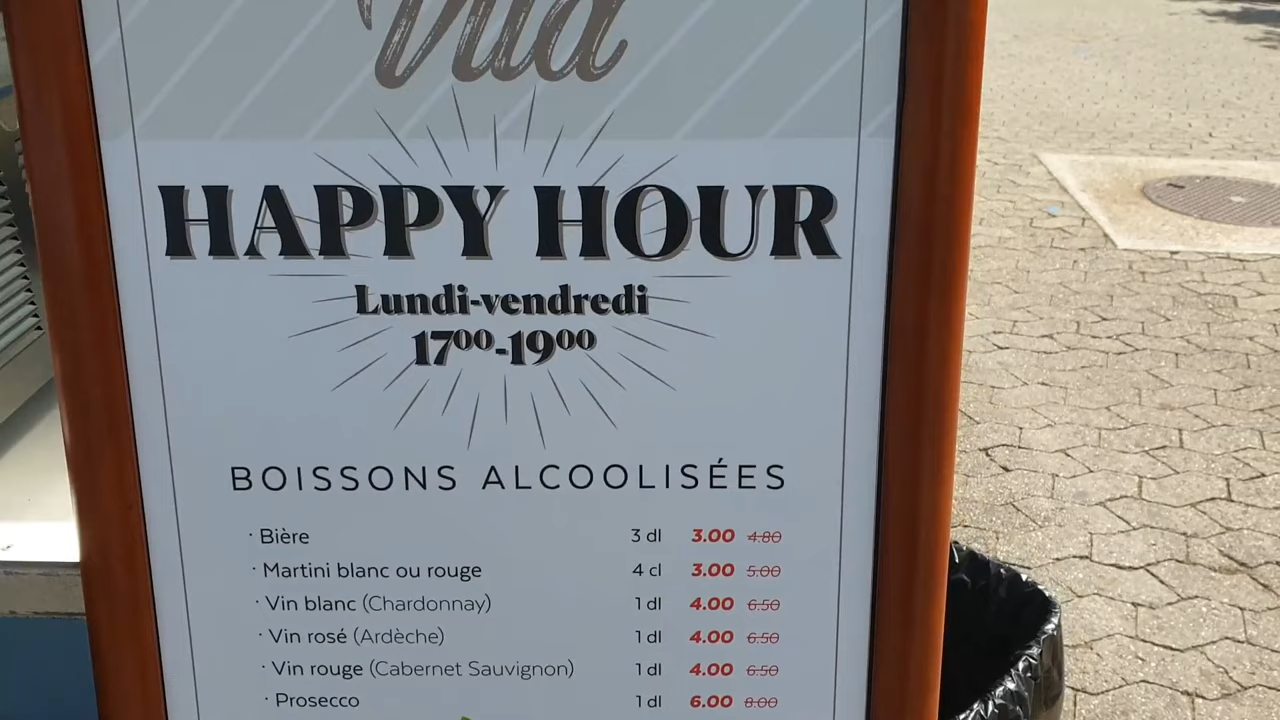 HAPPY HOUR
Lundi-vendredi
17⁰⁰-19⁰⁰
BOISSONS ALCOOLISÉES
· Bière 3 dl 3.00 4.80
· Martini blanc ou rouge 4 cl 3.00 5.00
· Vin blanc (Chardonnay) 1 dl 4.00 6.50
· Vin rosé (Ardèche) 1 dl 4.00 6.50
· Vin rouge (Cabernet Sauvignon) 1 dl 4.00 6.50
· Prosecco 1 dl 6.00 8.00